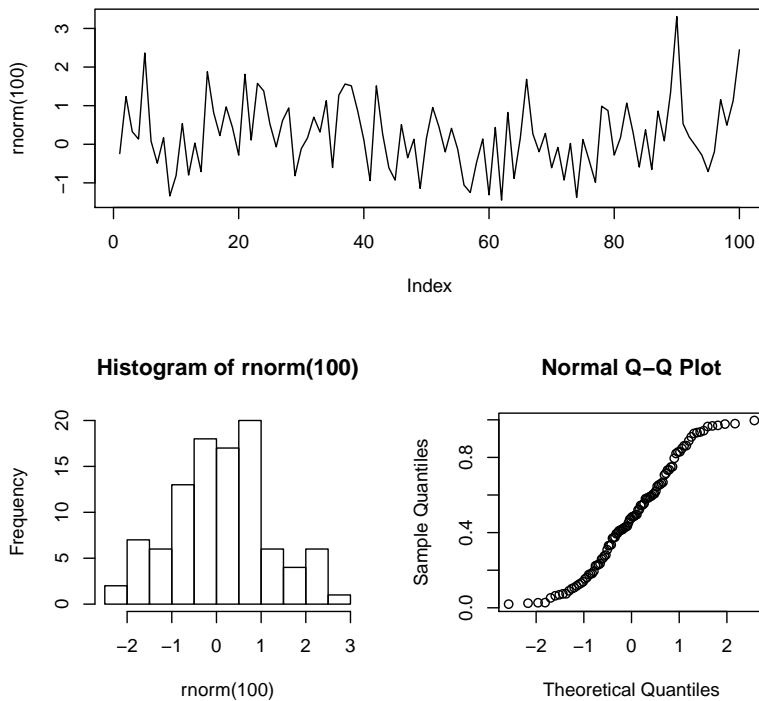 rnorm(100)
3
2
1
0
−1
0 20 40 60 80 100
Index
Histogram of rnorm(100)
Frequency
20
15
10
5
0
−2 −1 0 1 2 3
rnorm(100)
Normal Q−Q Plot
Sample Quantiles
0.8
0.4
0.0
−2 −1 0 1 2
Theoretical Quantiles